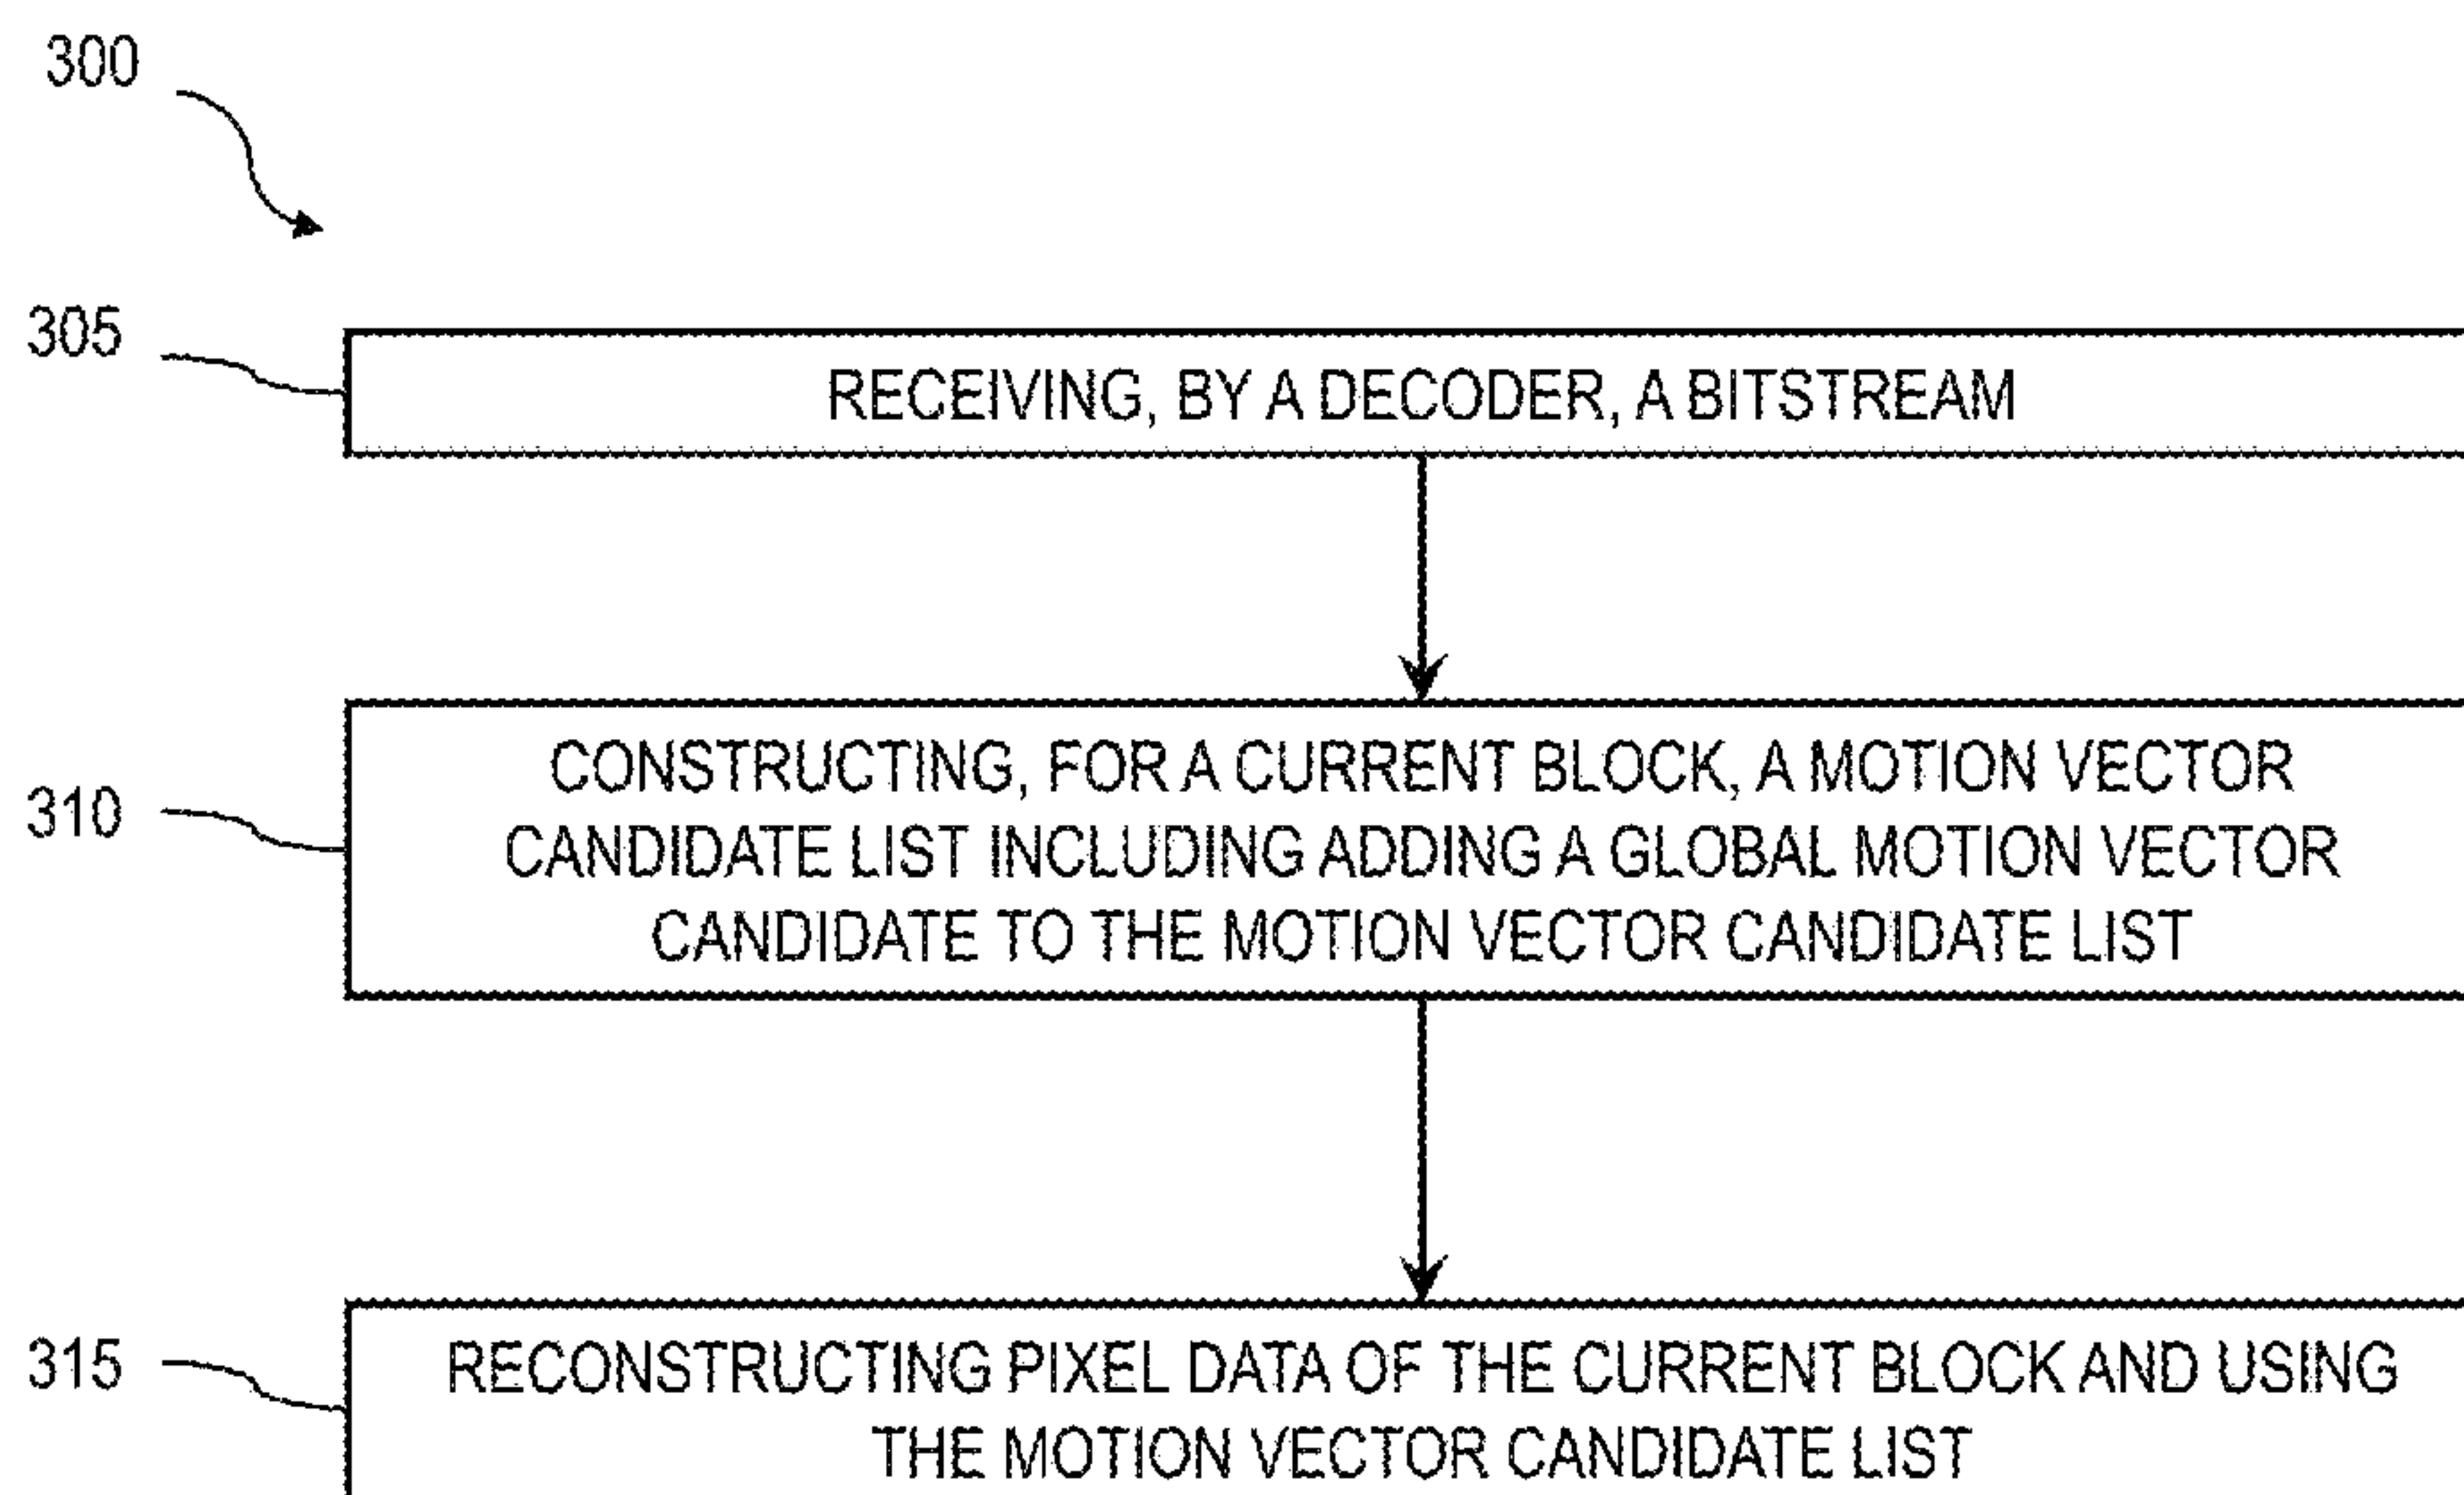 300
305
RECEIVING, BY A DECODER, A BITSTREAM
310
CONSTRUCTING, FOR A CURRENT BLOCK, A MOTION VECTOR
CANDIDATE LIST INCLUDING ADDING A GLOBAL MOTION VECTOR
CANDIDATE TO THE MOTION VECTOR CANDIDATE LIST
315
RECONSTRUCTING PIXEL DATA OF THE CURRENT BLOCK AND USING
THE MOTION VECTOR CANDIDATE LIST